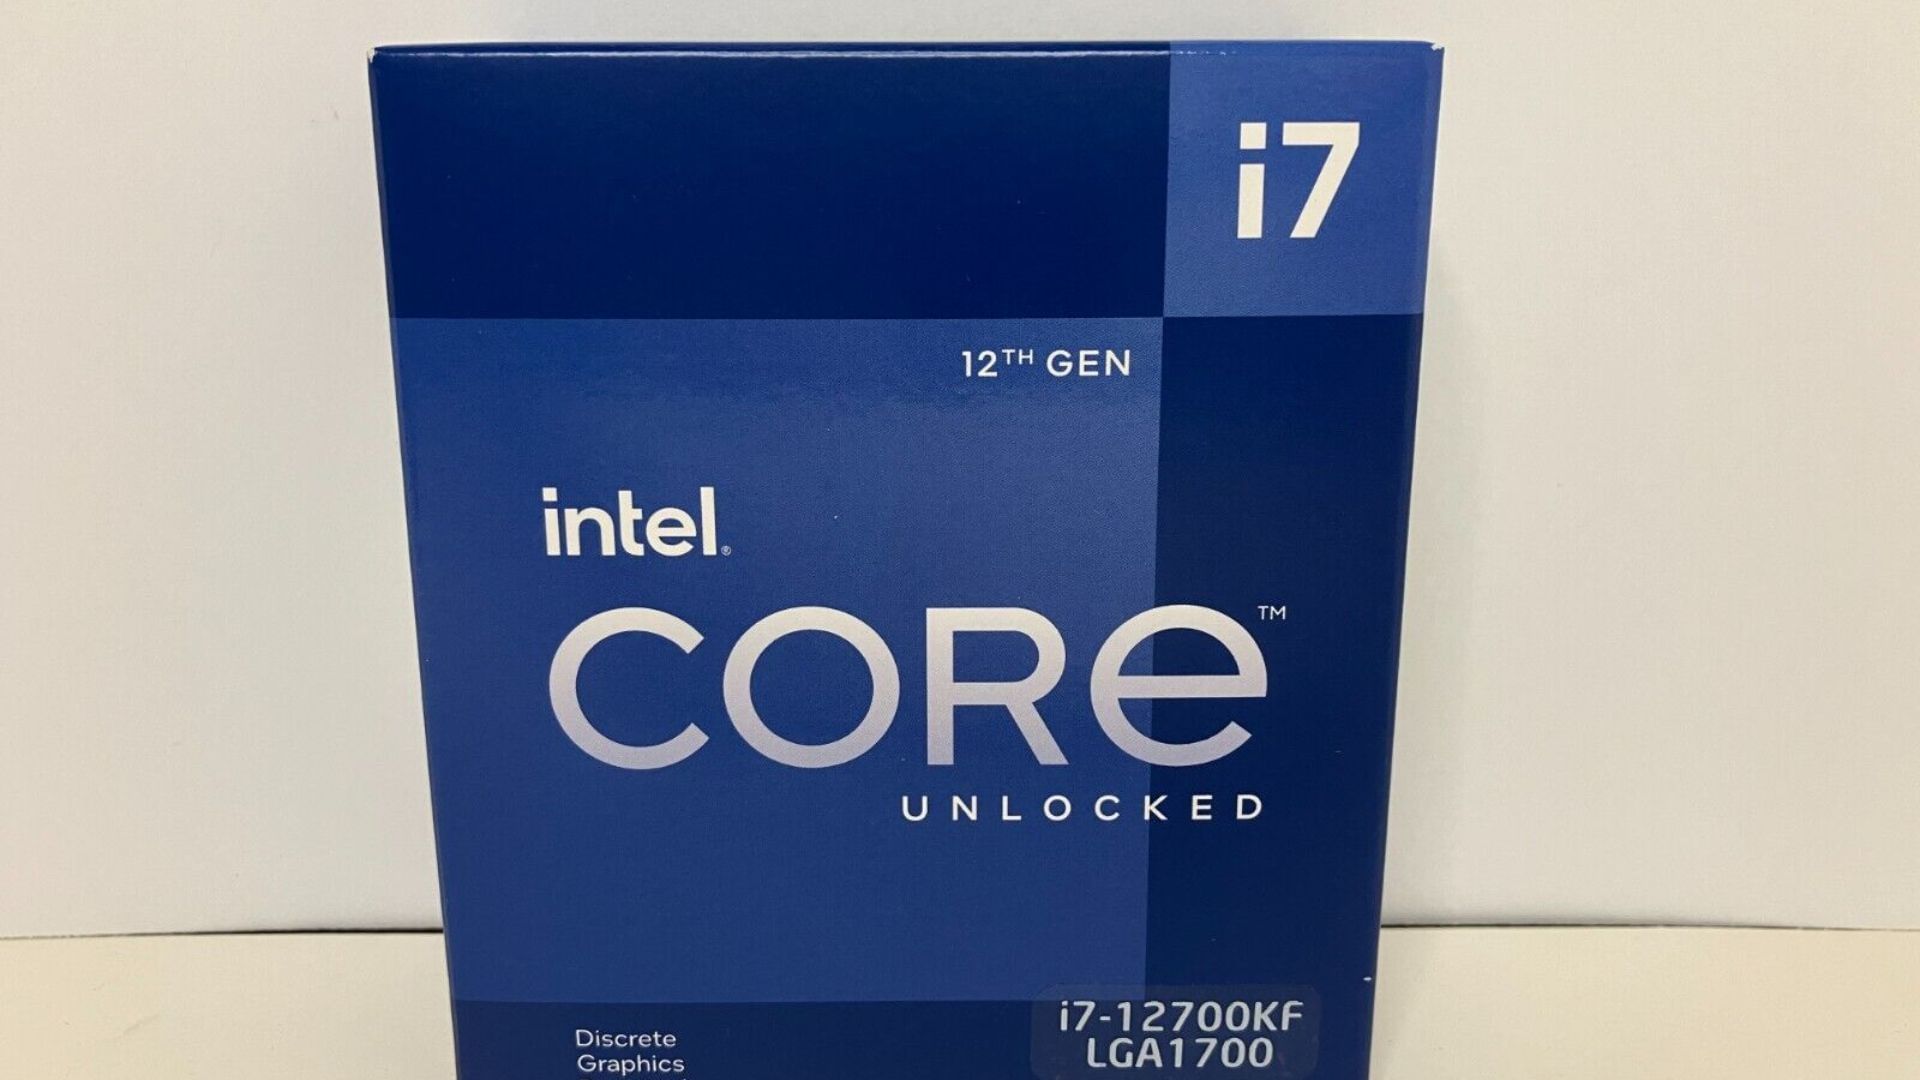 i7
12TH GEN
intel®
CORe™
UNLOCKED
i7-12700KF
LGA1700
Discrete
Graphics